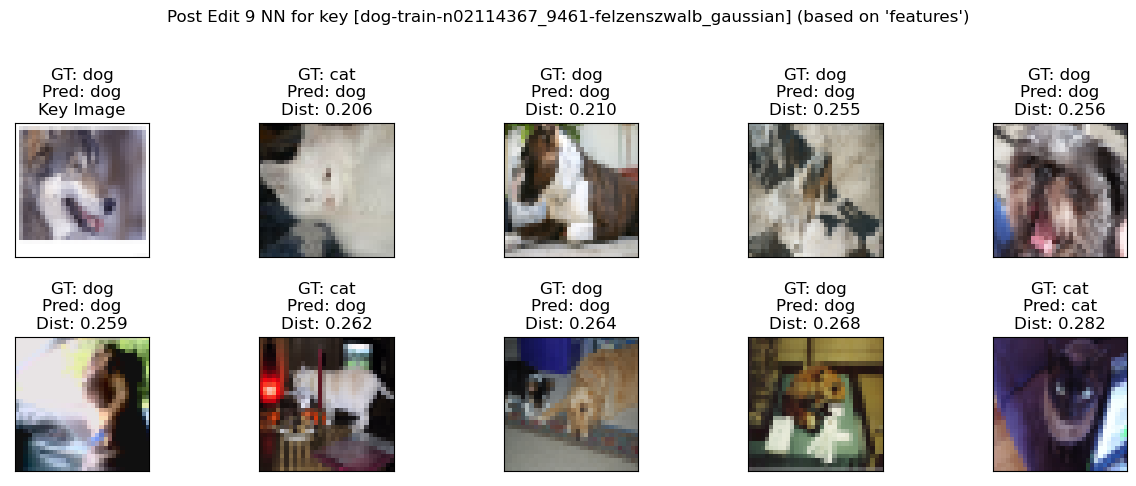 Post Edit 9 NN for key [dog-train-n02114367_9461-felzenszwalb_gaussian] (based on 'features')
GT: dog
Pred: dog
Key Image
GT: cat
Pred: dog
Dist: 0.206
GT: dog
Pred: dog
Dist: 0.210
GT: dog
Pred: dog
Dist: 0.255
GT: dog
Pred: dog
Dist: 0.256
GT: dog
Pred: dog
Dist: 0.259
GT: cat
Pred: dog
Dist: 0.262
GT: dog
Pred: dog
Dist: 0.264
GT: dog
Pred: dog
Dist: 0.268
GT: cat
Pred: cat
Dist: 0.282